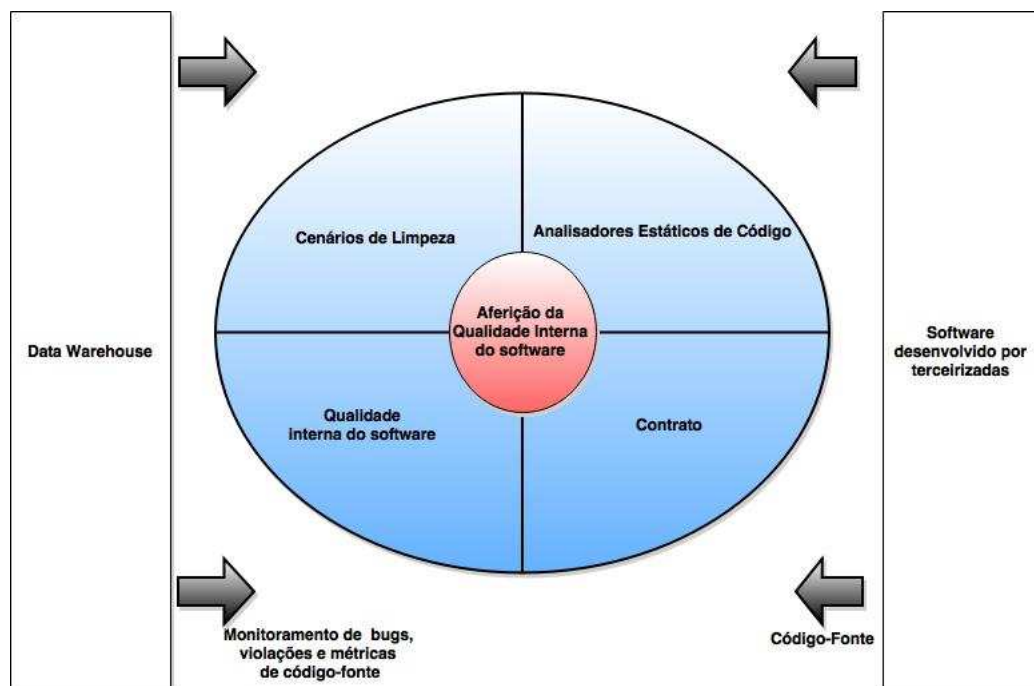 Data Warehouse
Cenários de Limpeza
Analisadores Estáticos de Código
Aferição da
Qualidade Interna
do software
Qualidade
interna do software
Contrato
Software
desenvolvido por
terceirizadas
Monitoramento de bugs,
violações e métricas
de código-fonte
Código-Fonte